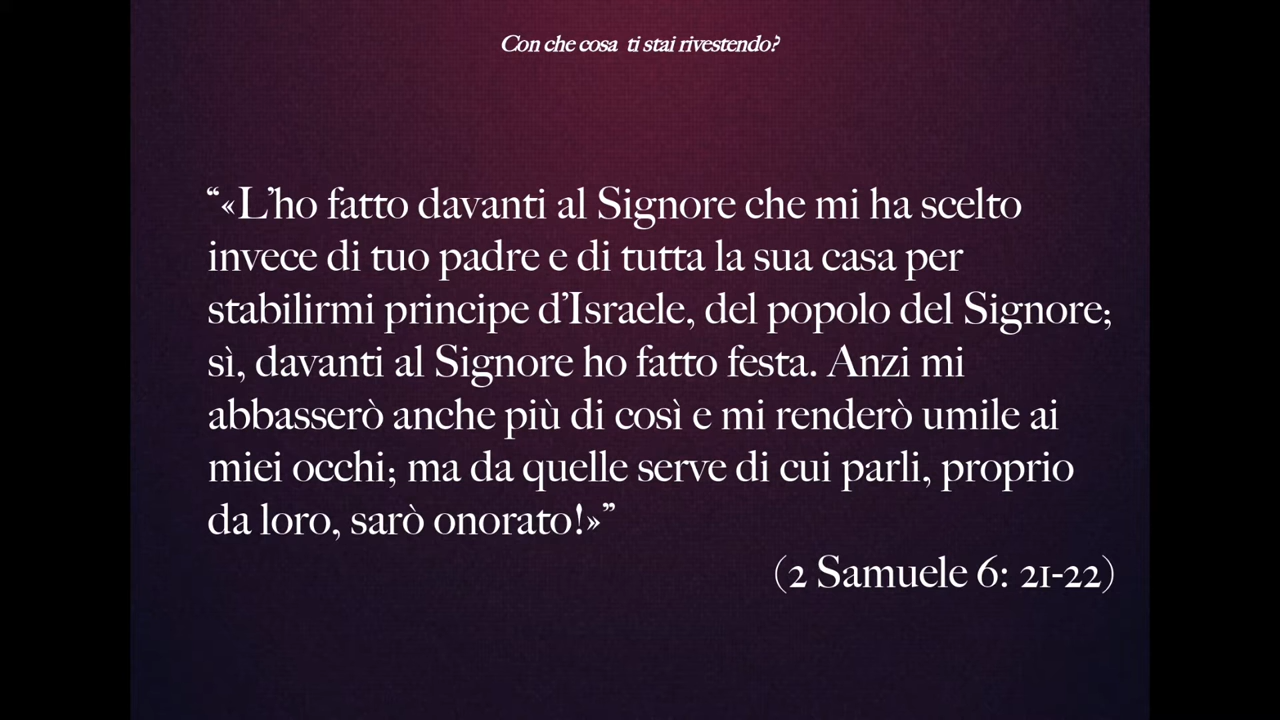 Con che cosa ti stai rivestendo?
“«L’ho fatto davanti al Signore che mi ha scelto
invece di tuo padre e di tutta la sua casa per
stabilirmi principe d’Israele, del popolo del Signore;
sì, davanti al Signore ho fatto festa. Anzi mi
abbasserò anche più di così e mi renderò umile ai
miei occhi; ma da quelle serve di cui parli, proprio
da loro, sarò onorato!»”
(2 Samuele 6: 21-22)